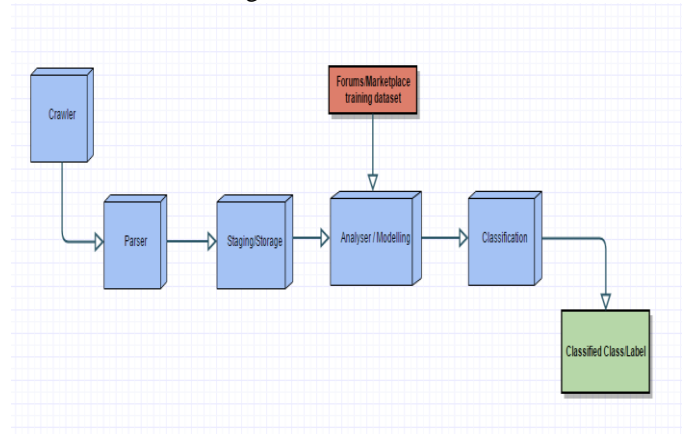 Forums/Marketplace
training dataset
Crawler
Parser
Staging/Storage
Analyser / Modelling
Classification
Classified Class/Label